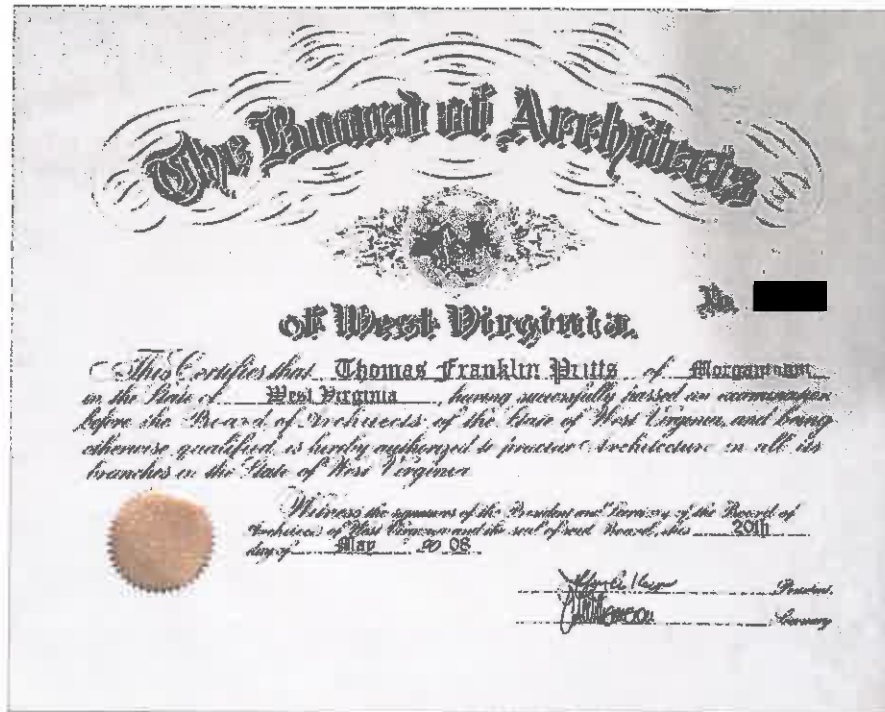 The Board of Architects
of West Virginia.
No.
This Certifies that Thomas Franklin Pritts of Morgantown
in the State of West Virginia, having successfully passed an examination
before the Board of Architects of the State of West Virginia, and being
otherwise qualified, is hereby authorized to practice Architecture in all its
branches in the State of West Virginia
Witness the signatures of the President and Secretary of the Board of
Architects of West Virginia and the seal of said Board, this 20th
day of May 20 08
President.
Secretary